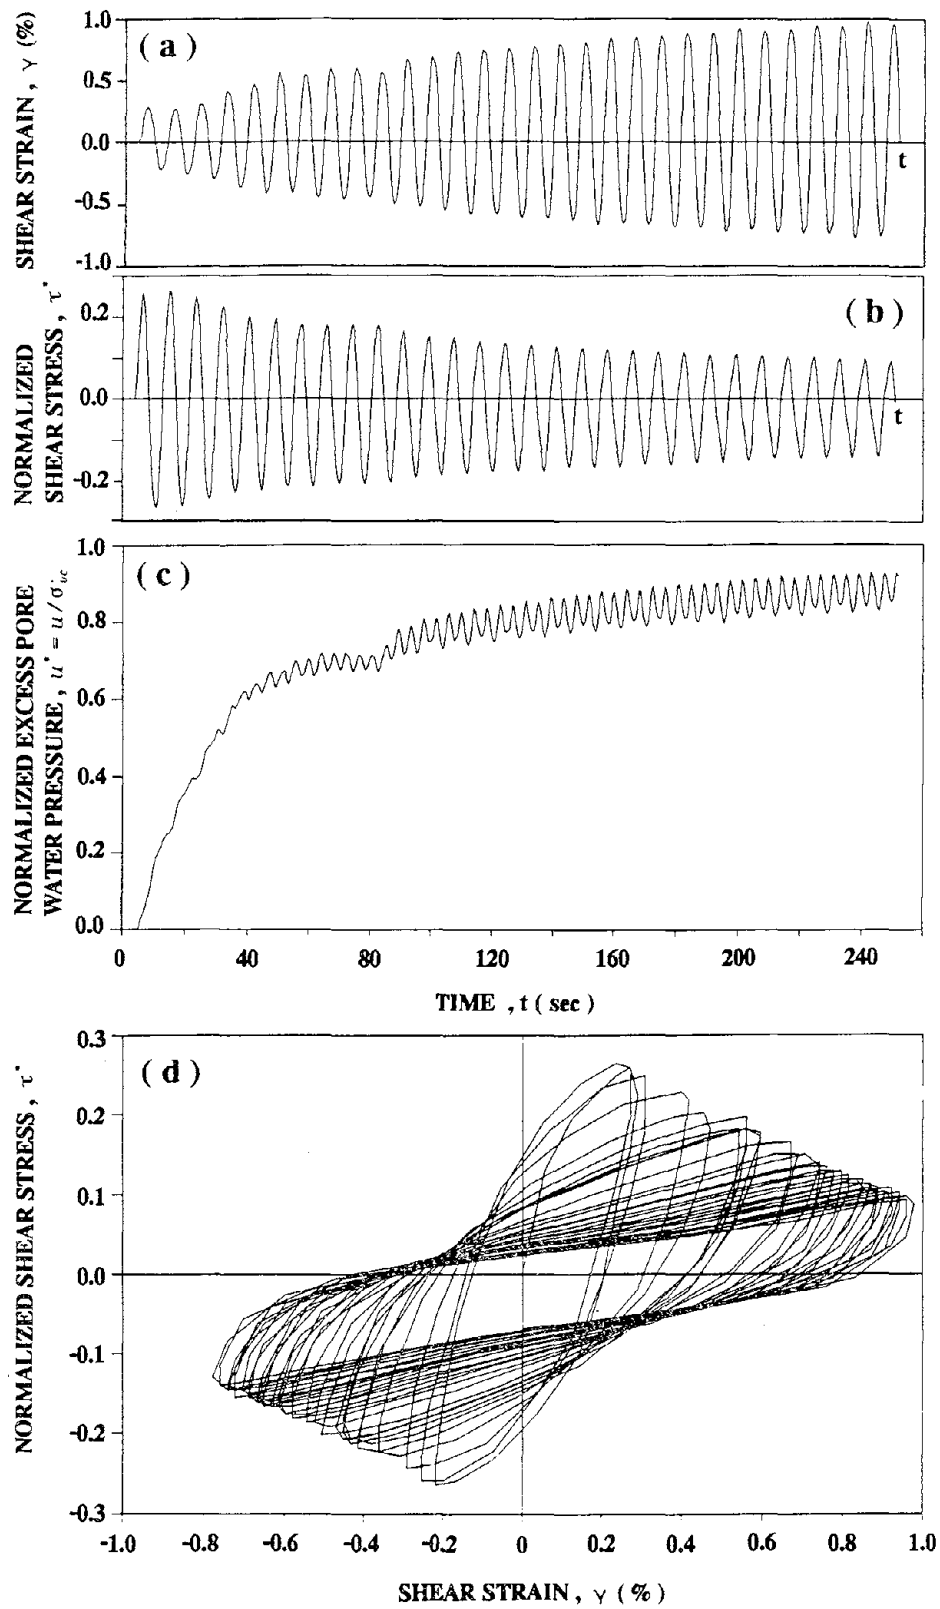 SHEAR STRAIN , γ (%)
1.0
0.5
0.0
-0.5
-1.0
( a )
t
NORMALIZED
SHEAR STRESS , τ*
0.2
0.0
-0.2
( b )
t
NORMALIZED EXCESS PORE
WATER PRESSURE , u* = u / σ'vc
1.0
0.8
0.6
0.4
0.2
0.0
( c )
0 40 80 120 160 200 240
TIME , t ( sec )
NORMALIZED SHEAR STRESS , τ*
0.3
0.2
0.1
0.0
-0.1
-0.2
-0.3
( d )
-1.0 -0.8 -0.6 -0.4 -0.2 0 0.2 0.4 0.6 0.8 1.0
SHEAR STRAIN , γ (%)